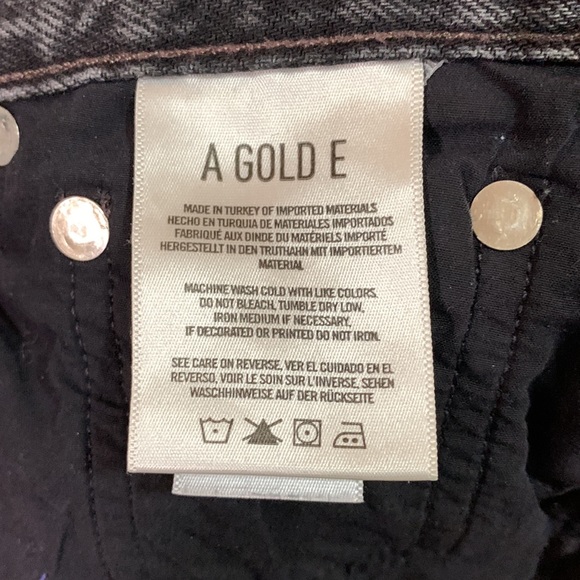 A GOLD E
MADE IN TURKEY OF IMPORTED MATERIALS
HECHO EN TURQUIA DE MATERIALES IMPORTADOS
FABRIQUÉ AUX DINDE DU MATÉRIELS IMPORTÉ
HERGESTELLT IN DEN TRUTHAHN MIT IMPORTIERTEM
MATERIAL
MACHINE WASH COLD WITH LIKE COLORS.
DO NOT BLEACH, TUMBLE DRY LOW,
IRON MEDIUM IF NECESSARY,
IF DECORATED OR PRINTED DO NOT IRON.
SEE CARE ON REVERSE, VER EL CUIDADO EN EL
REVERSO, VOIR LE SOIN SUR L'INVERSE, SEHEN
WASCHHINWEISE AUF DER RÜCKSEITE